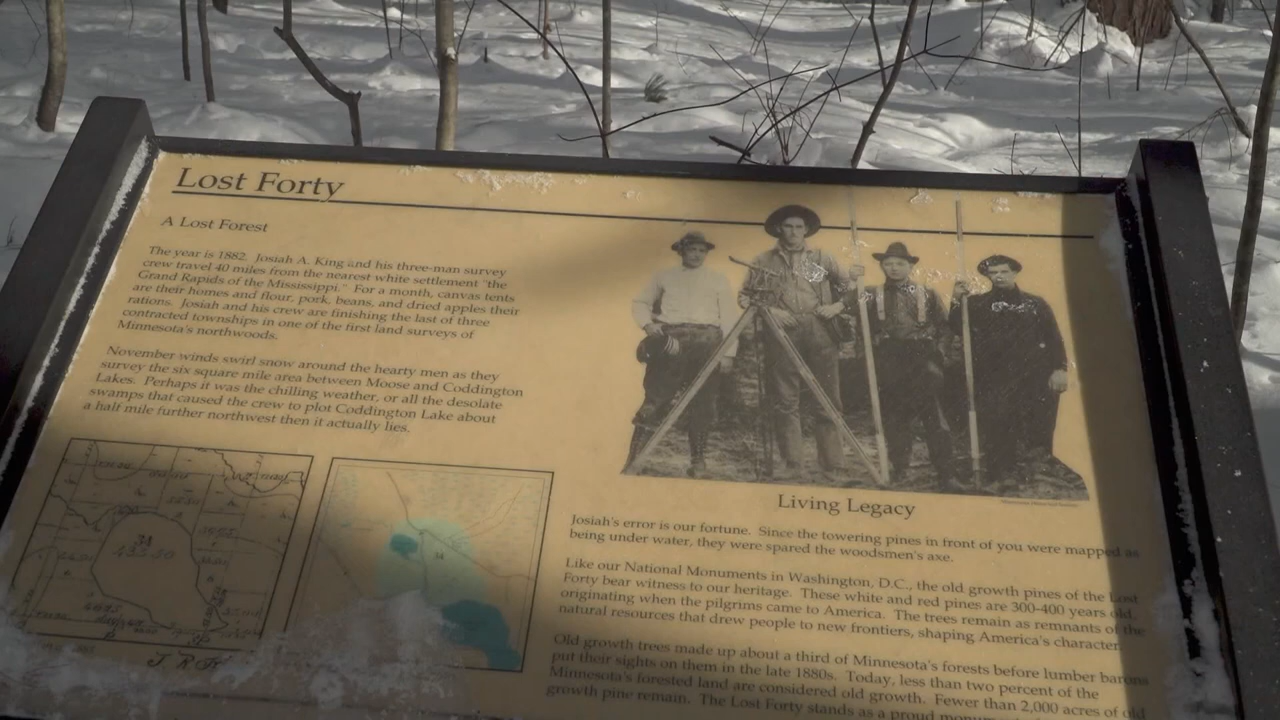 Lost Forty
A Lost Forest
The year is 1882. Josiah A. King and his three-man survey
crew travel 40 miles from the nearest white settlement "the
Grand Rapids of the Mississippi." For a month, canvas tents
are their homes and flour, pork, beans, and dried apples their
rations. Josiah and his crew are finishing the last of three
contracted townships in one of the first land surveys of
Minnesota's northwoods.
November winds swirl snow around the hearty men as they
survey the six square mile area between Moose and Coddington
Lakes. Perhaps it was the chilling weather, or all the desolate
swamps that caused the crew to plot Coddington Lake about
a half mile further northwest then it actually lies.
34
34
Living Legacy
Josiah's error is our fortune. Since the towering pines in front of you were mapped as
being under water, they were spared the woodsmen's axe.
Like our National Monuments in Washington, D.C., the old growth pines of the Lost
Forty bear witness to our heritage. These white and red pines are 300-400 years old,
originating when the pilgrims came to America. The trees remain as remnants of the
natural resources that drew people to new frontiers, shaping America's character.
Old growth trees made up about a third of Minnesota's forests before lumber barons
put their sights on them in the late 1880s. Today, less than two percent of the
Minnesota's forested land are considered old growth. Fewer than 2,000 acres of old
growth pine remain. The Lost Forty stands as a proud